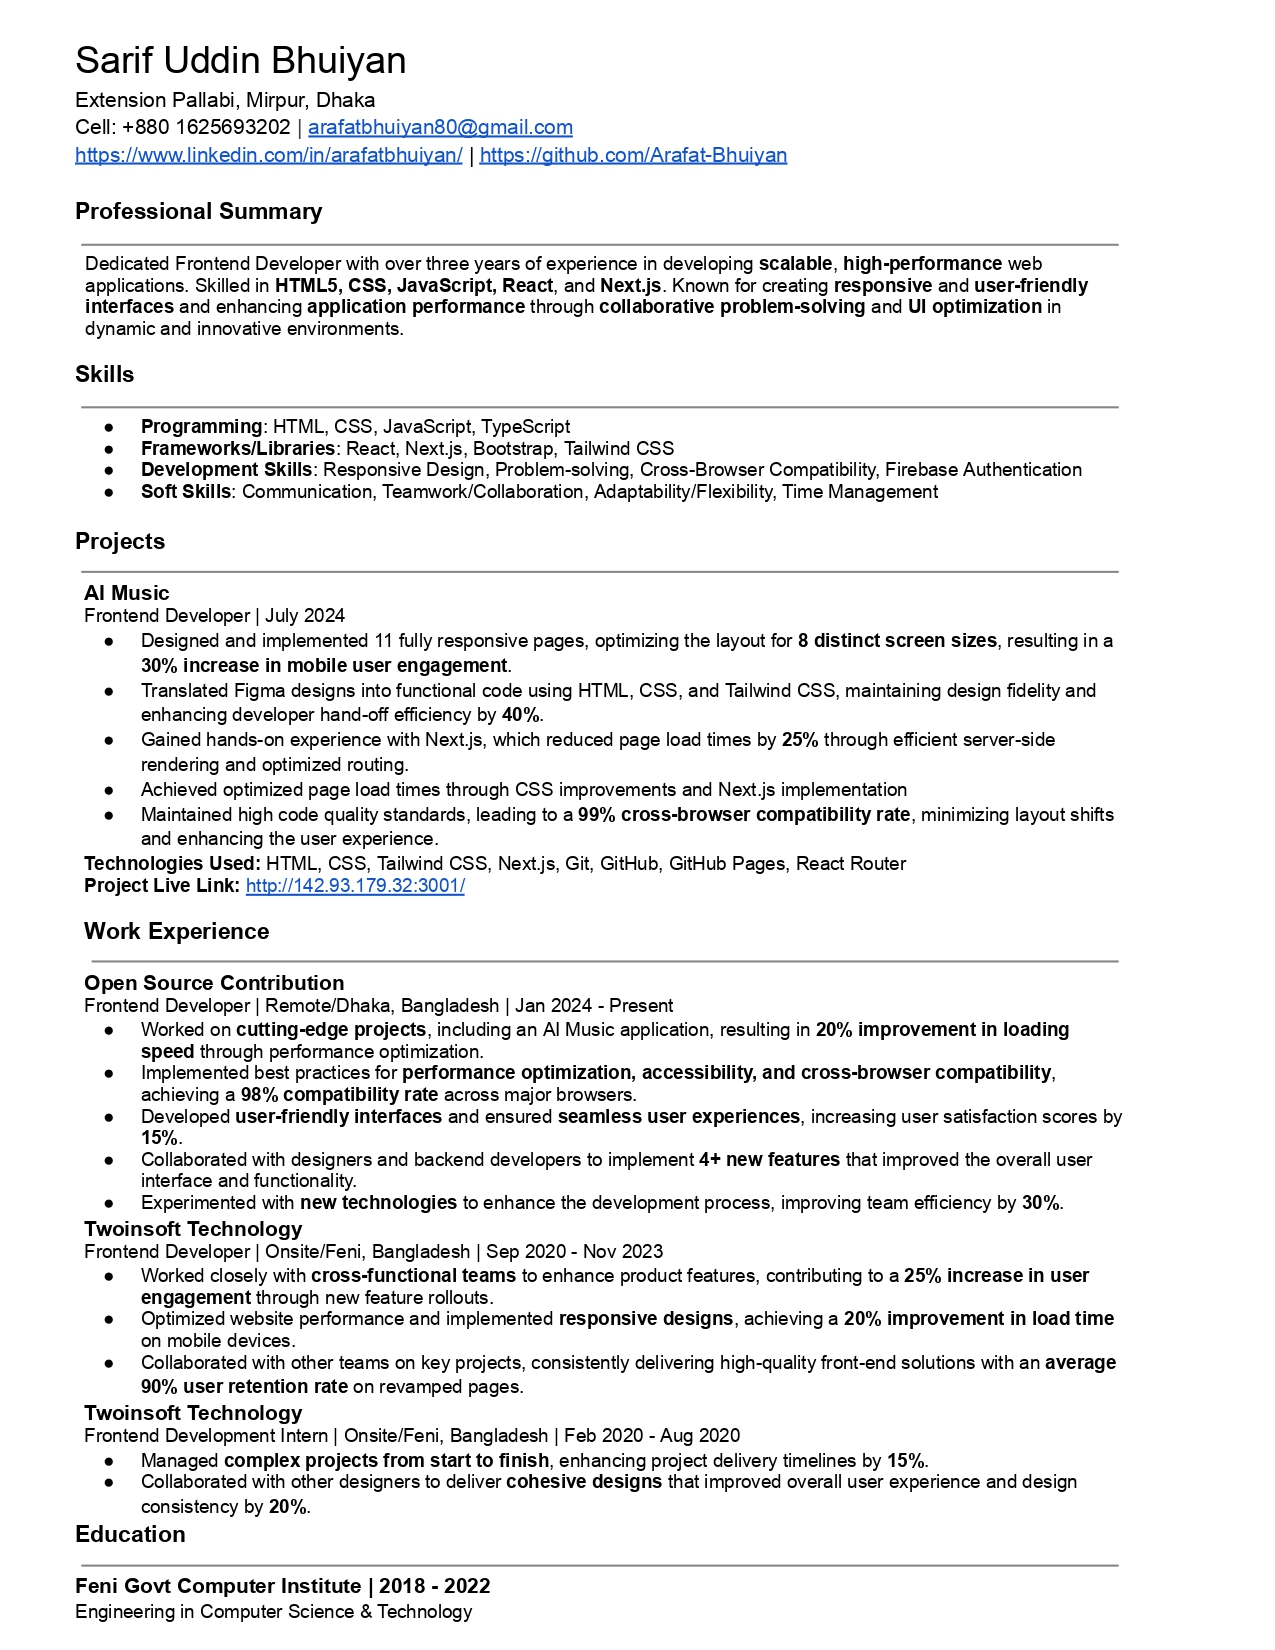 Sarif Uddin Bhuiyan
Extension Pallabi, Mirpur, Dhaka
Cell: +880 1625693202 | arafatbhuiyan80@gmail.com
https://www.linkedin.com/in/arafatbhuiyan/ | https://github.com/Arafat-Bhuiyan
Professional Summary
Dedicated Frontend Developer with over three years of experience in developing scalable, high-performance web
applications. Skilled in HTML5, CSS, JavaScript, React, and Next.js. Known for creating responsive and user-friendly
interfaces and enhancing application performance through collaborative problem-solving and UI optimization in
dynamic and innovative environments.
Skills
● Programming: HTML, CSS, JavaScript, TypeScript
● Frameworks/Libraries: React, Next.js, Bootstrap, Tailwind CSS
● Development Skills: Responsive Design, Problem-solving, Cross-Browser Compatibility, Firebase Authentication
● Soft Skills: Communication, Teamwork/Collaboration, Adaptability/Flexibility, Time Management
Projects
AI Music
Frontend Developer | July 2024
● Designed and implemented 11 fully responsive pages, optimizing the layout for 8 distinct screen sizes, resulting in a
30% increase in mobile user engagement.
● Translated Figma designs into functional code using HTML, CSS, and Tailwind CSS, maintaining design fidelity and
enhancing developer hand-off efficiency by 40%.
● Gained hands-on experience with Next.js, which reduced page load times by 25% through efficient server-side
rendering and optimized routing.
● Achieved optimized page load times through CSS improvements and Next.js implementation
● Maintained high code quality standards, leading to a 99% cross-browser compatibility rate, minimizing layout shifts
and enhancing the user experience.
Technologies Used: HTML, CSS, Tailwind CSS, Next.js, Git, GitHub, GitHub Pages, React Router
Project Live Link: http://142.93.179.32:3001/
Work Experience
Open Source Contribution
Frontend Developer | Remote/Dhaka, Bangladesh | Jan 2024 - Present
● Worked on cutting-edge projects, including an AI Music application, resulting in 20% improvement in loading
speed through performance optimization.
● Implemented best practices for performance optimization, accessibility, and cross-browser compatibility,
achieving a 98% compatibility rate across major browsers.
● Developed user-friendly interfaces and ensured seamless user experiences, increasing user satisfaction scores by
15%.
● Collaborated with designers and backend developers to implement 4+ new features that improved the overall user
interface and functionality.
● Experimented with new technologies to enhance the development process, improving team efficiency by 30%.
Twoinsoft Technology
Frontend Developer | Onsite/Feni, Bangladesh | Sep 2020 - Nov 2023
● Worked closely with cross-functional teams to enhance product features, contributing to a 25% increase in user
engagement through new feature rollouts.
● Optimized website performance and implemented responsive designs, achieving a 20% improvement in load time
on mobile devices.
● Collaborated with other teams on key projects, consistently delivering high-quality front-end solutions with an average
90% user retention rate on revamped pages.
Twoinsoft Technology
Frontend Development Intern | Onsite/Feni, Bangladesh | Feb 2020 - Aug 2020
● Managed complex projects from start to finish, enhancing project delivery timelines by 15%.
● Collaborated with other designers to deliver cohesive designs that improved overall user experience and design
consistency by 20%.
Education
Feni Govt Computer Institute | 2018 - 2022
Engineering in Computer Science & Technology